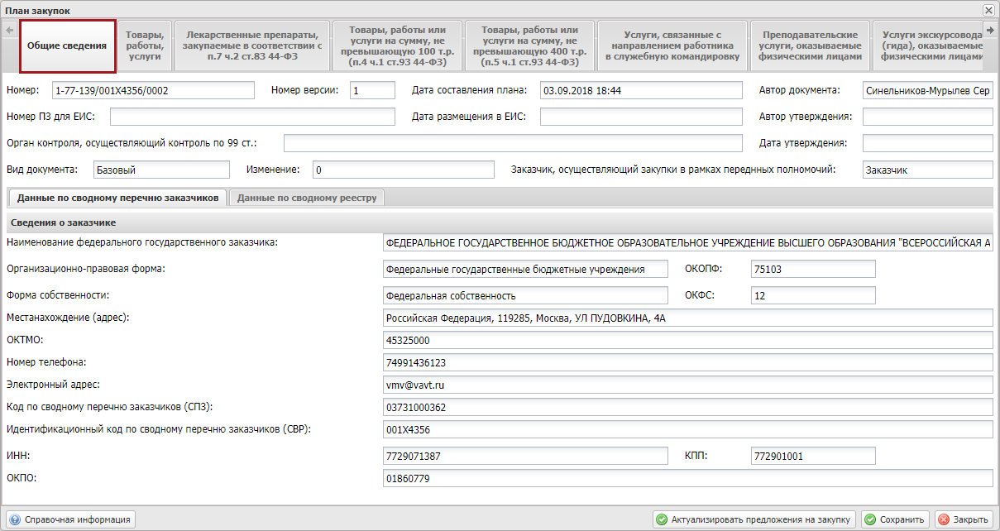 План закупок
Общие сведения
Товары, работы, услуги
Лекарственные препараты, закупаемые в соответствии с п.7 ч.2 ст.83 44-ФЗ
Товары, работы или услуги на сумму, не превышающую 100 т.р. (п.4 ч.1 ст.93 44-ФЗ)
Товары, работы или услуги на сумму, не превышающую 400 т.р. (п.5 ч.1 ст.93 44-ФЗ)
Услуги, связанные с направлением работника в служебную командировку
Преподавательские услуги, оказываемые физическими лицами
Услуги экскурсовода (гида), оказываемые физическими лицами
Номер: 1-77-139/001X4356/0002 Номер версии: 1 Дата составления плана: 03.09.2018 18:44 Автор документа: Синельников-Мурылев Сер
Номер ПЗ для ЕИС: Дата размещения в ЕИС: Автор утверждения:
Орган контроля, осуществляющий контроль по 99 ст.: Дата утверждения:
Вид документа: Базовый Изменение: 0 Заказчик, осуществляющий закупки в рамках переднных полномочий: Заказчик
Данные по сводному перечню заказчиков Данные по сводному реестру
Сведения о заказчике
Наименование федерального государственного заказчика: ФЕДЕРАЛЬНОЕ ГОСУДАРСТВЕННОЕ БЮДЖЕТНОЕ ОБРАЗОВАТЕЛЬНОЕ УЧРЕЖДЕНИЕ ВЫСШЕГО ОБРАЗОВАНИЯ "ВСЕРОССИЙСКАЯ А
Организационно-правовая форма: Федеральные государственные бюджетные учреждения ОКОПФ: 75103
Форма собственности: Федеральная собственность ОКФС: 12
Местанахождение (адрес): Российская Федерация, 119285, Москва, УЛ ПУДОВКИНА, 4А
ОКТМО: 45325000
Номер телефона: 74991436123
Электронный адрес: vmv@vavt.ru
Код по сводному перечню заказчиков (СПЗ): 03731000362
Идентификационный код по сводному перечню заказчиков (СВР): 001X4356
ИНН: 7729071387 КПП: 772901001
ОКПО: 01860779
Справочная информация Актуализировать предложения на закупку Сохранить Закрыть